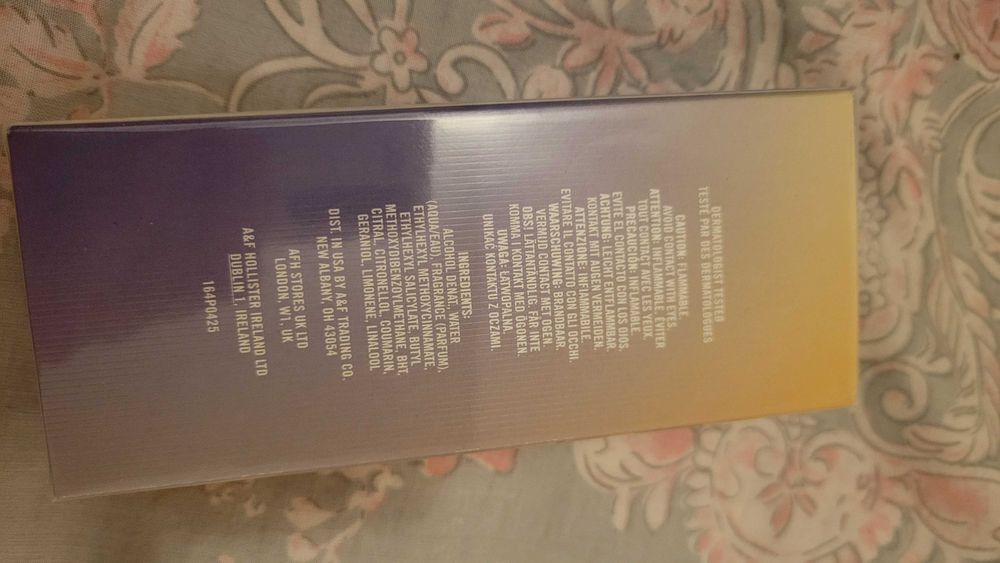 DERMATOLOGIST TESTED
TESTÉ PAR DES DERMATOLOGUES
CAUTION: FLAMMABLE,
AVOID CONTACT WITH EYES.
ATTENTION: INFLAMMABLE. ÉVITER
TOUT CONTACT AVEC LES YEUX.
PRECAUCIÓN: INFLAMABLE.
EVITE EL CONTACTO CON LOS OJOS.
ACHTUNG: LEICHT ENTFLAMMBAR.
KONTAKT MIT AUGEN VERMEIDEN.
ATTENZIONE: INFIAMMABILE.
EVITARE IL CONTATTO CON GLI OCCHI.
WAARSCHUWING: BRANDBAAR.
VERMIJD CONTACT MET OGEN.
OBS! LÄTTANTÄNDLIG. FÅR INTE
KOMMA I KONTAKT MED ÖGONEN.
UWAGA: ŁATWOPALNA.
UNIKAĆ KONTAKTU Z OCZAMI.
INGREDIENTS:
ALCOHOL DENAT., WATER
(AQUA/EAU), FRAGRANCE (PARFUM),
ETHYLHEXYL METHOXYCINNAMATE,
ETHYLHEXYL SALICYLATE, BUTYL
METHOXYDIBENZOYLMETHANE, BHT,
CITRAL, CITRONELLOL, COUMARIN,
GERANIOL, LIMONENE, LINALOOL
DIST. IN USA BY A&F TRADING CO.
NEW ALBANY, OH 43054
AFH STORES UK LTD
LONDON, W1, UK
A&F HOLLISTER IRELAND LTD
DUBLIN 1, IRELAND
164P0425